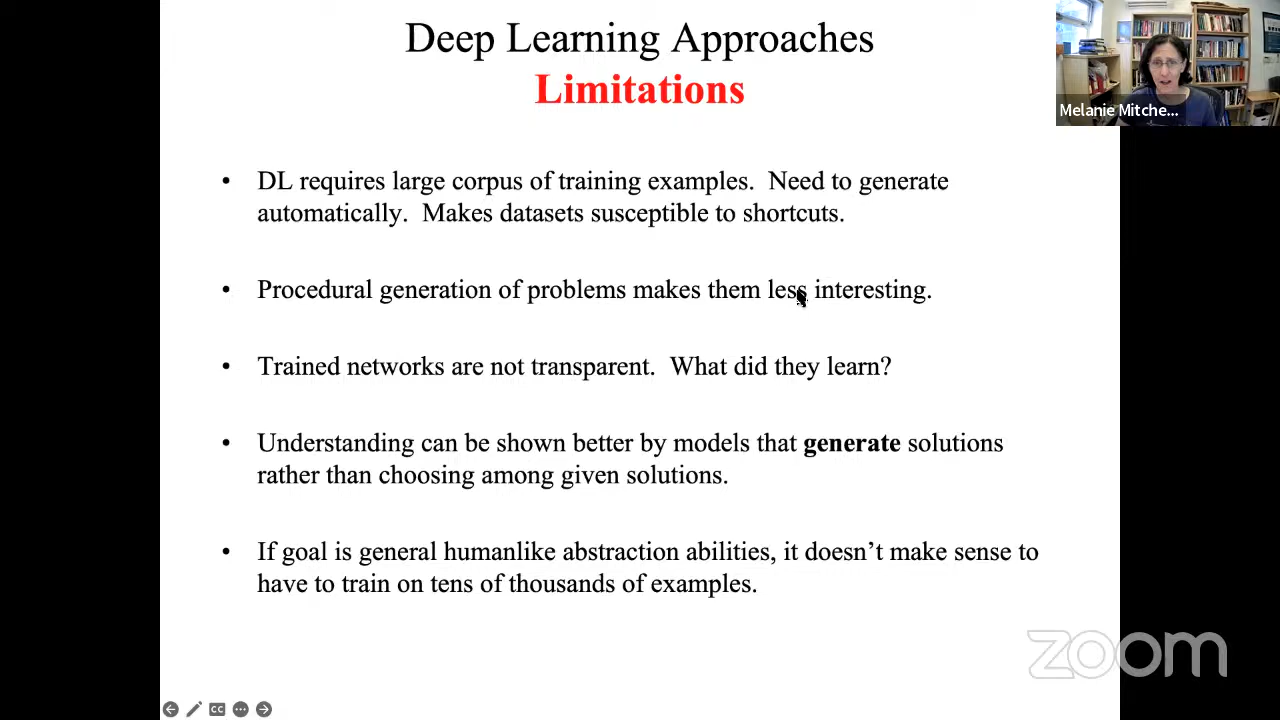 Deep Learning Approaches
Limitations
Melanie Mitche...
• DL requires large corpus of training examples.  Need to generate
automatically.  Makes datasets susceptible to shortcuts.
• Procedural generation of problems makes them less interesting.
• Trained networks are not transparent.  What did they learn?
• Understanding can be shown better by models that generate solutions
rather than choosing among given solutions.
• If goal is general humanlike abstraction abilities, it doesn’t make sense to
have to train on tens of thousands of examples.
zoom
CC